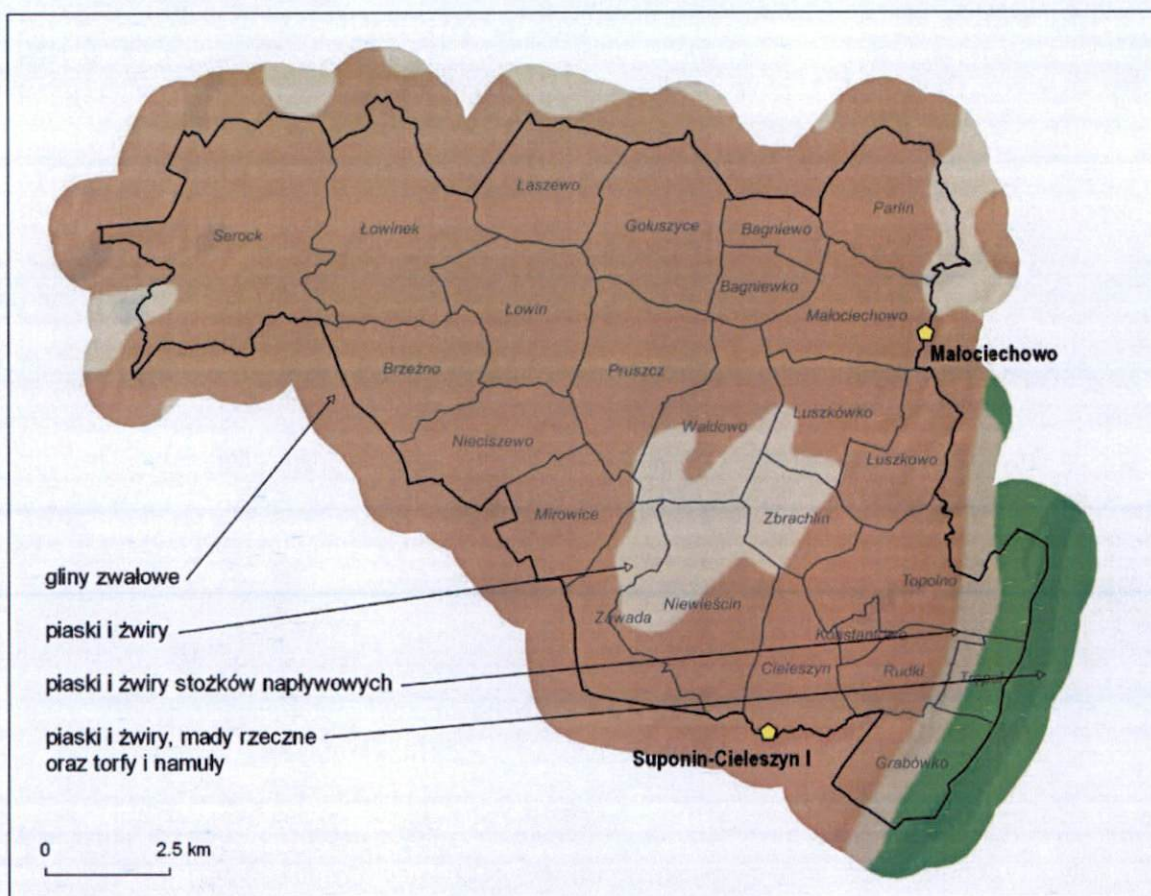 Łaszewo
Parlin
Serock
Łowinek
Gołuszyce
Bagniewo
Bagniewko
Łowin
Małociechowo
Małociechowo
Brzeźno
Pruszcz
Waldowo
Łuszkówko
Nieciszewo
Łuszkowo
Mirowice
Zbrachlin
gliny zwałowe
Topolno
Niewieścin
Zawada
piaski i żwiry
Konstantowo
Cieleszyn
Rudki
piaski i żwiry stożków napływowych
piaski i żwiry, mady rzeczne
oraz torfy i namuły
Suponin-Cieleszyn I
Grabówko
0 2.5 km